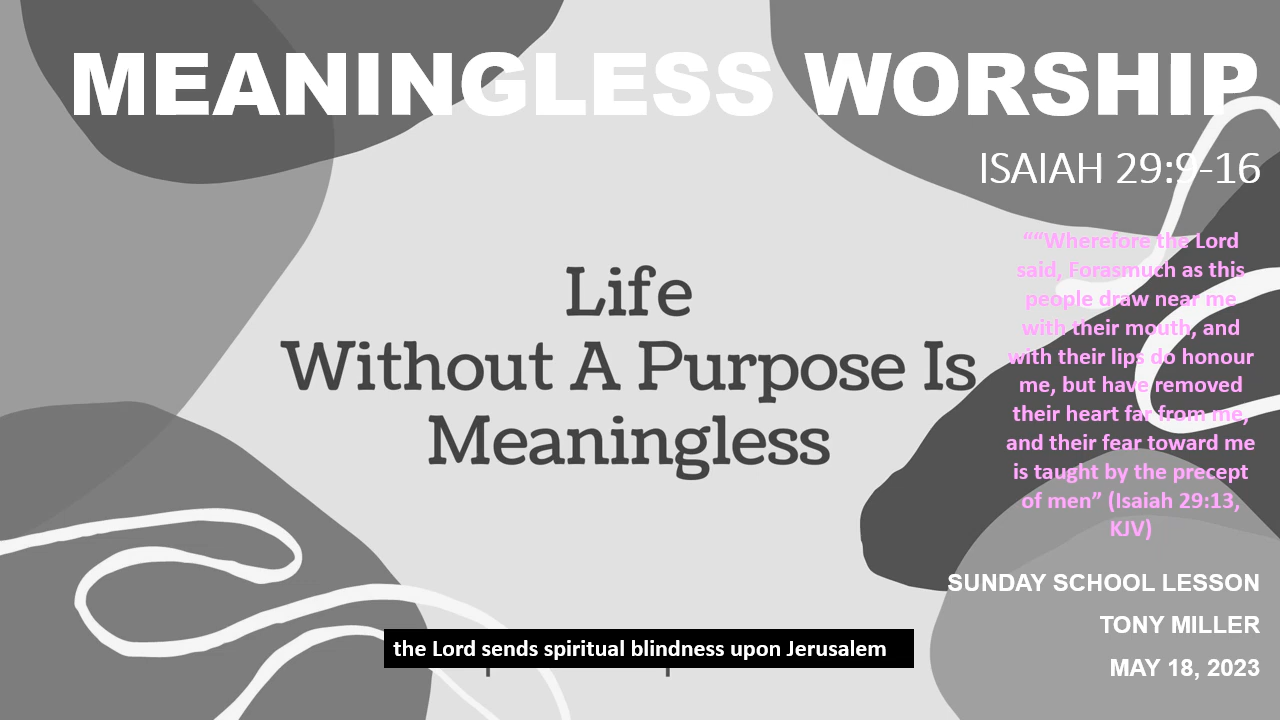 MEANINGLESS WORSHIP
ISAIAH 29:9-16
““Wherefore the Lord
said, Forasmuch as this
people draw near me
with their mouth, and
with their lips do honour
me, but have removed
their heart far from me,
and their fear toward me
is taught by the precept
of men” (Isaiah 29:13,
KJV)
Life
Without A Purpose Is
Meaningless
SUNDAY SCHOOL LESSON
TONY MILLER
MAY 18, 2023
the Lord sends spiritual blindness upon Jerusalem